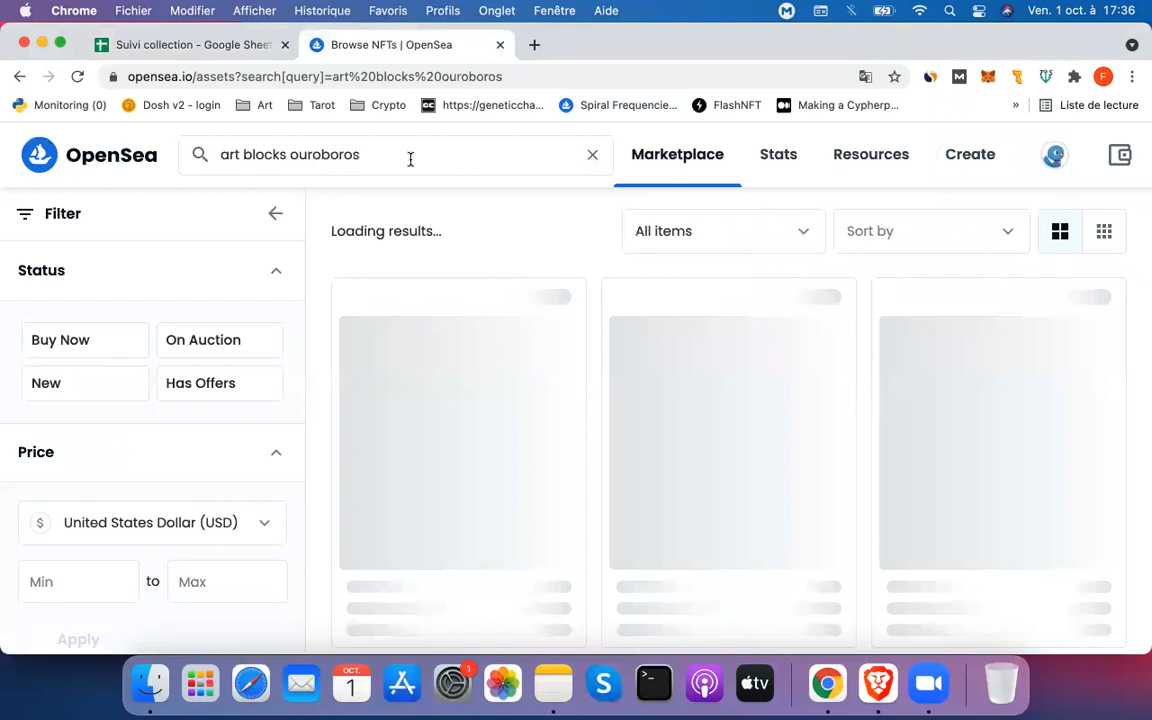 Chrome Fichier Modifier Afficher Historique Favoris Profils Onglet Fenêtre Aide Ven. 1 oct. à 17:36
Suivi collection - Google Sheet Browse NFTs | OpenSea
opensea.io/assets?search[query]=art%20blocks%20ouroboros
F
Monitoring (0) Dosh v2 - login Art Tarot Crypto https://geneticcha... Spiral Frequencie... FlashNFT Making a Cypherp... » Liste de lecture
OpenSea art blocks ouroboros Marketplace Stats Resources Create
Filter
Loading results... All items Sort by
Status
Buy Now On Auction
New Has Offers
Price
$ United States Dollar (USD)
Min to Max
Apply
OCT.
1
1
S
tv